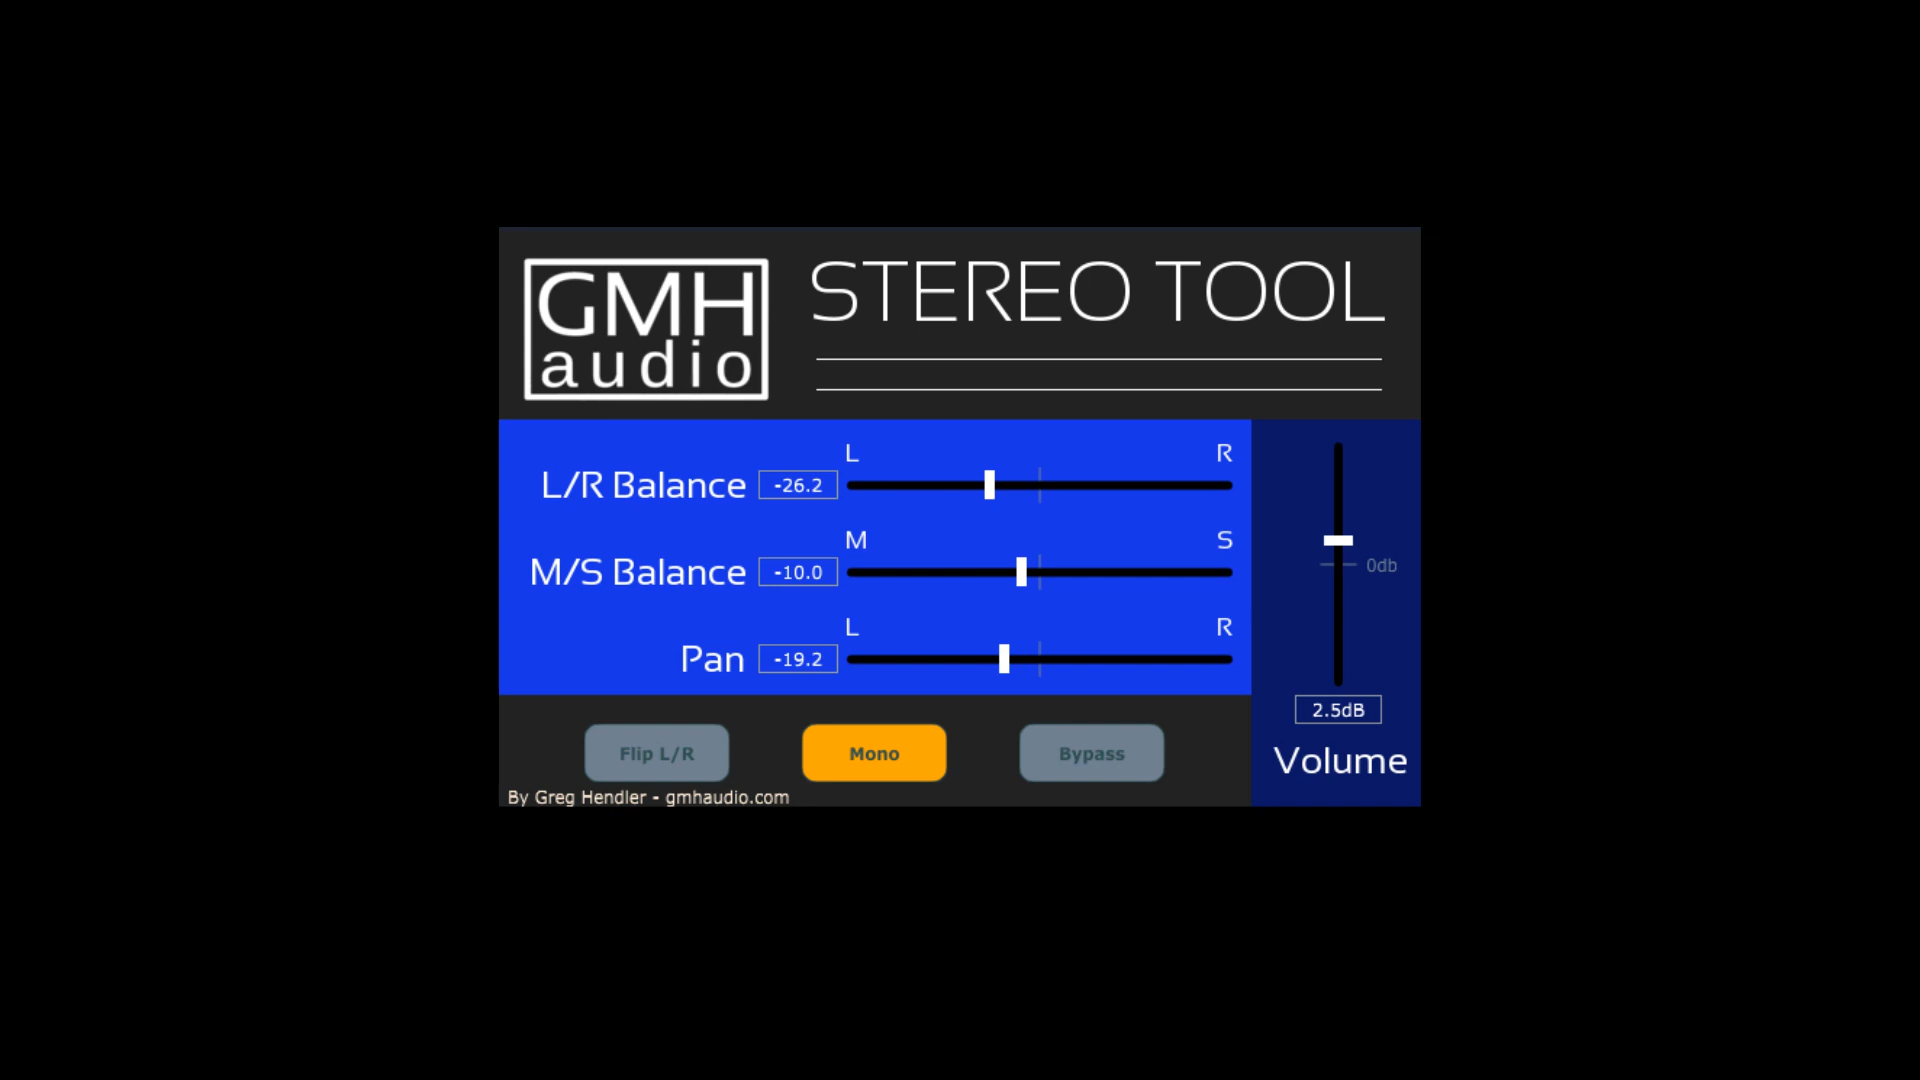 GMH
audio
STEREO TOOL
L R
L/R Balance -26.2
M S
M/S Balance -10.0
L R
Pan -19.2
0db
2.5dB
Volume
Flip L/R Mono Bypass
By Greg Hendler - gmhaudio.com